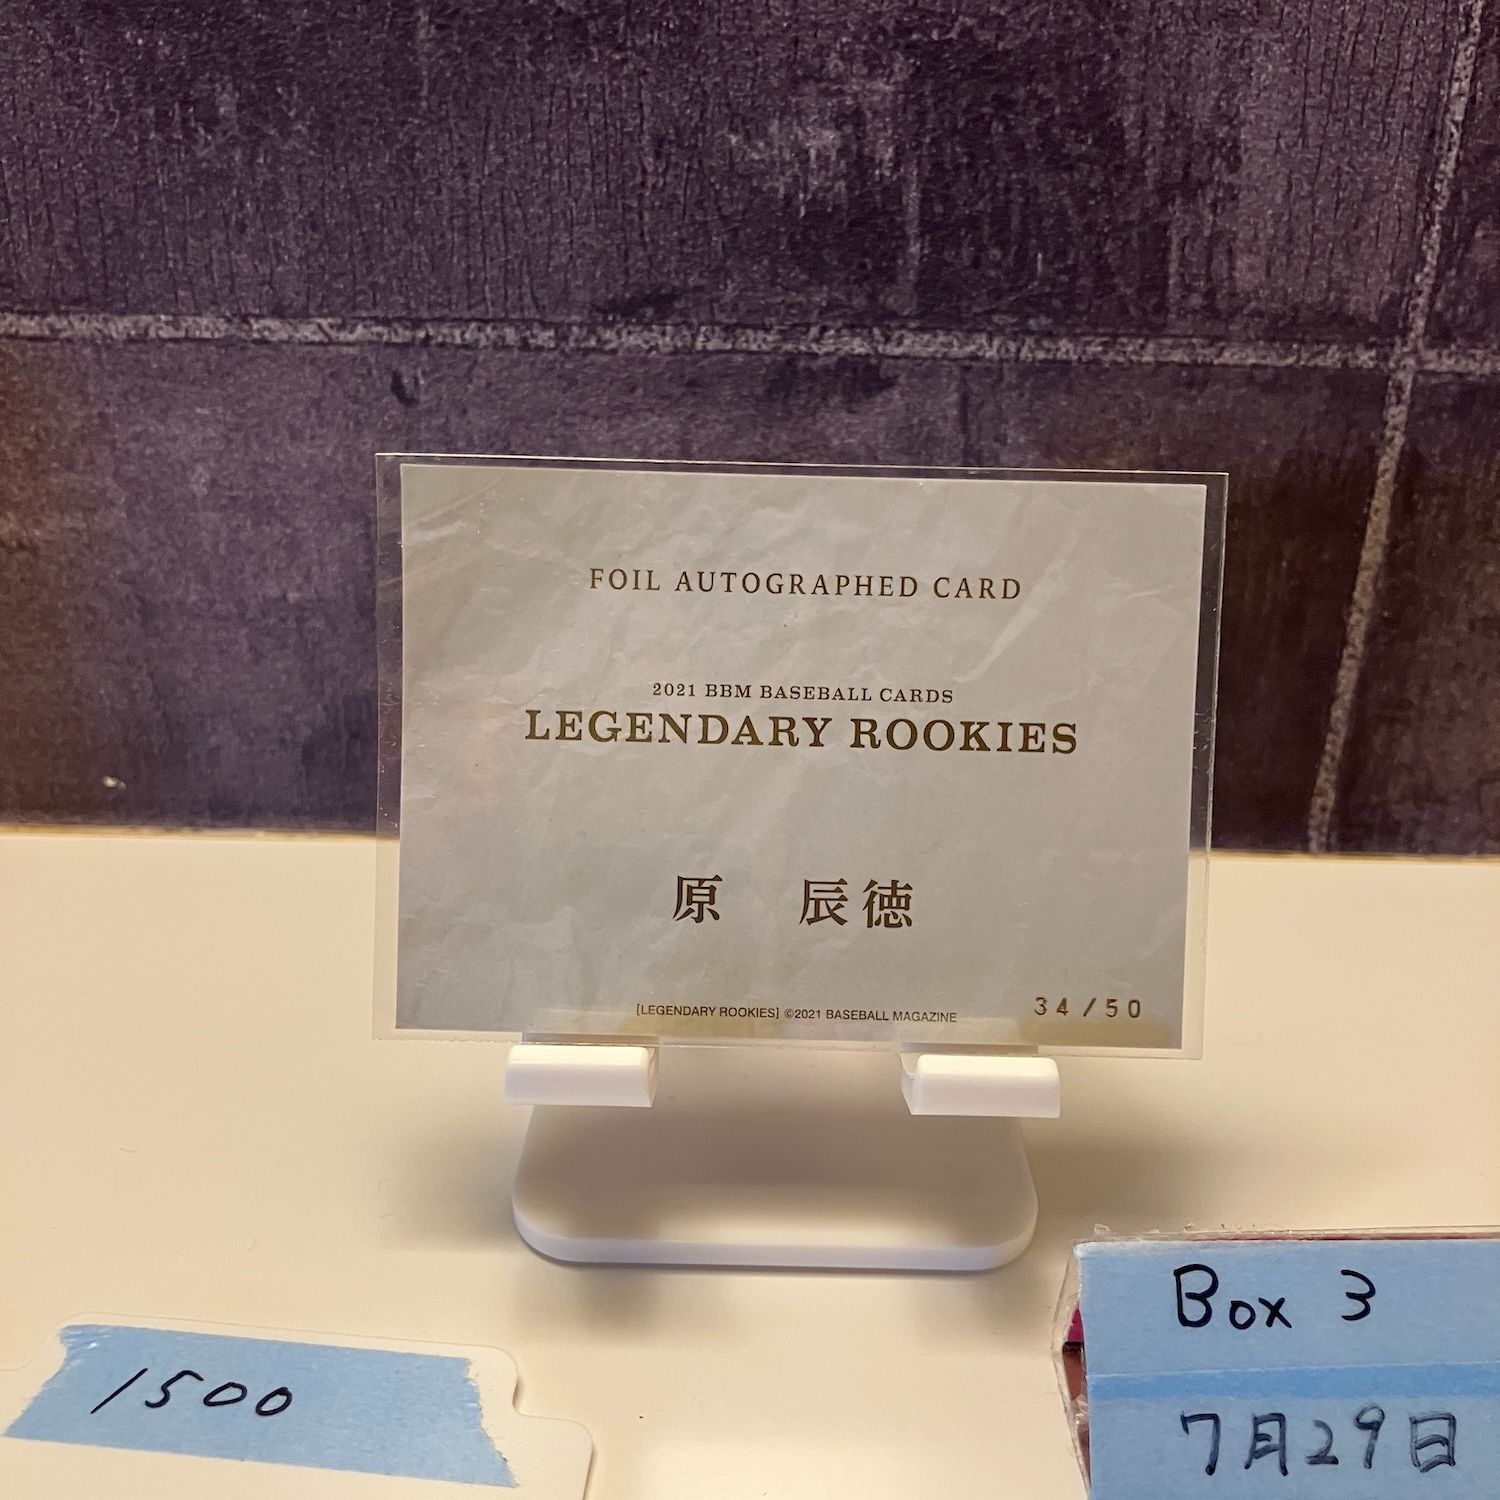 FOIL AUTOGRAPHED CARD
2021 BBM BASEBALL CARDS
LEGENDARY ROOKIES
原 辰徳
[LEGENDARY ROOKIES] ©2021 BASEBALL MAGAZINE
34/50
1500
Box 3
7月29日